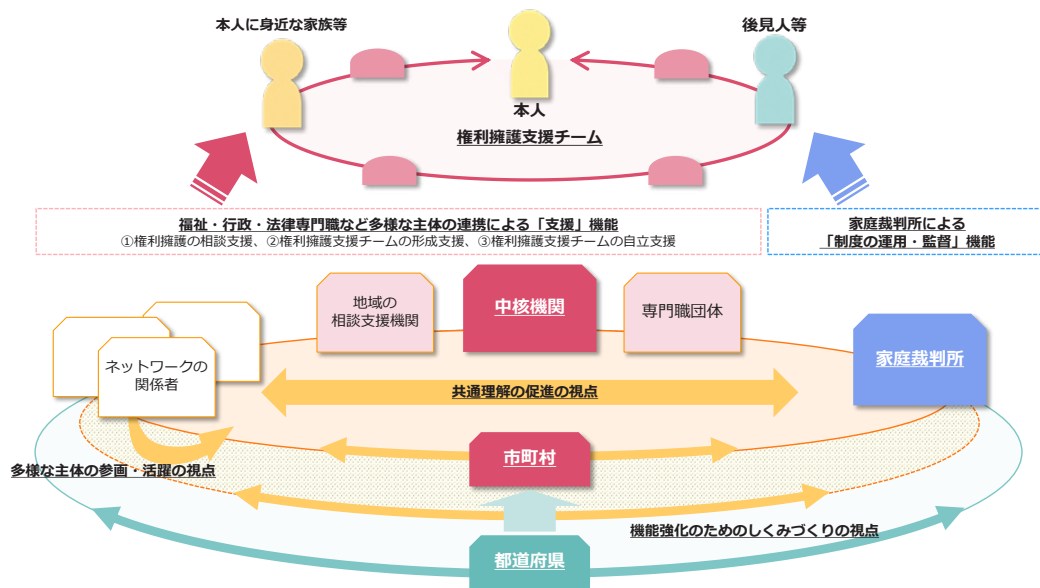 本人に身近な家族等
後見人等
本人
権利擁護支援チーム
福祉・行政・法律専門職など多様な主体の連携による「支援」機能
①権利擁護の相談支援、②権利擁護支援チームの形成支援、③権利擁護支援チームの自立支援
家庭裁判所による
「制度の運用・監督」機能
地域の
相談支援機関
中核機関
専門職団体
ネットワークの
関係者
家庭裁判所
共通理解の促進の視点
市町村
多様な主体の参画・活躍の視点
機能強化のためのしくみづくりの視点
都道府県